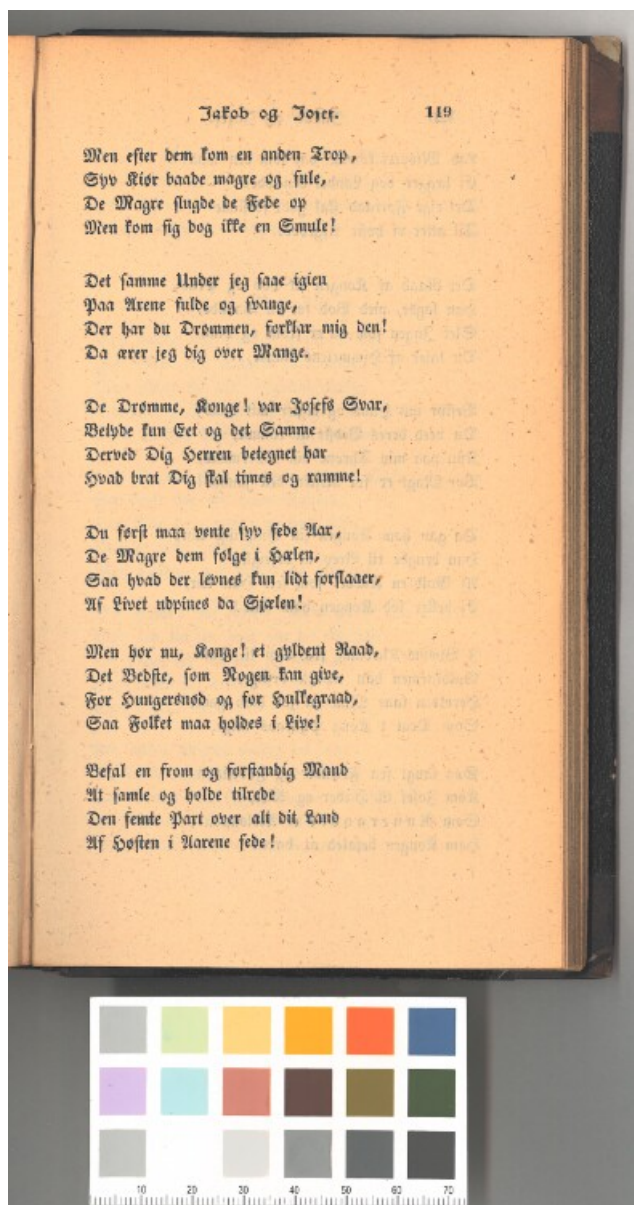 Jakob og Josef. 119
Men efter dem kom en anden Trop,
Syv Kiør baade magre og fule,
De Magre slugde de Fede op
Men kom sig dog ikke en Smule!
Det samme Under jeg saae igien
Paa Axene fulde og svange,
Der har du Drømmen, forklar mig den!
Da ærer jeg dig over Mange.
De Drømme, Konge! var Josefs Svar,
Betyde kun Eet og det Samme
Derved Dig Herren betegnet har
Hvad brat Dig skal times og ramme!
Du først maa vente syv fede Aar,
De Magre dem følge i Hælen,
Saa hvad der levnes kun lidt forslaaer,
Af Livet udpines da Sjælen!
Men hør nu, Konge! et gyldent Raad,
Det Bedste, som Nogen kan give,
For Hungersnød og for Hulkegraad,
Saa Folket maa holdes i Live!
Befal en from og forstandig Mand
At samle og holde tilrede
Den femte Part over alt dit Land
Af Høsten i Aarene fede!
10 20 30 40 50 60 70